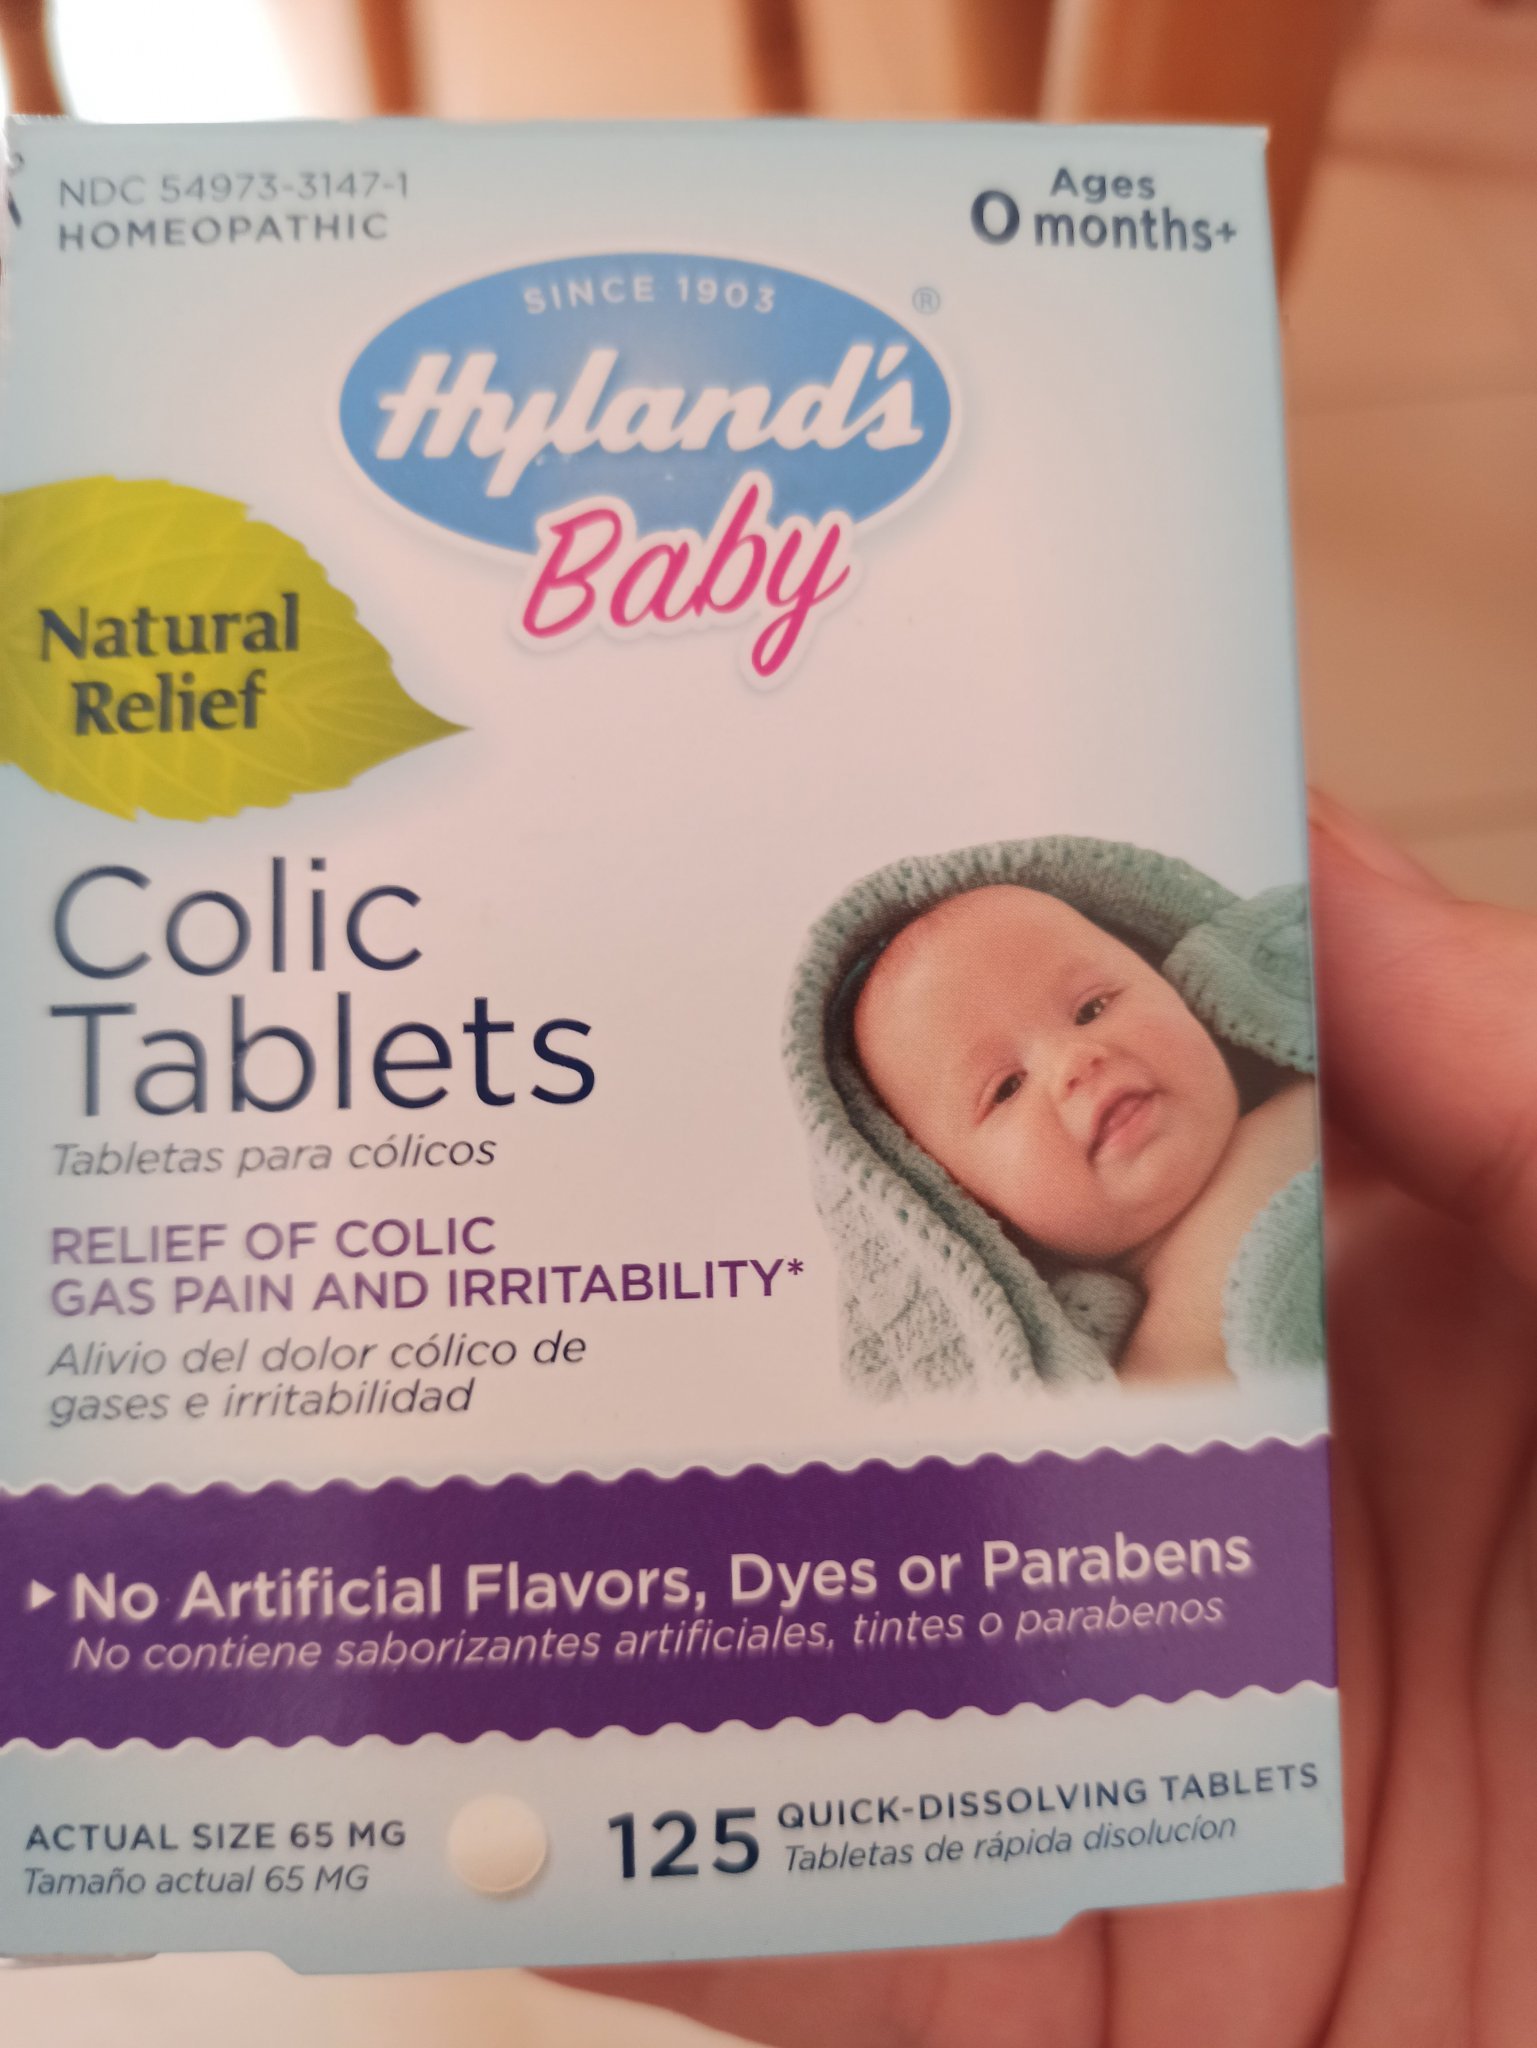 NDC 54973-3147-1
HOMEOPATHIC
Ages
0 months+
SINCE 1903
Hyland's
®
Baby
Natural
Relief
Colic
Tablets
Tabletas para cólicos
RELIEF OF COLIC
GAS PAIN AND IRRITABILITY*
Alivio del dolor cólico de
gases e irritabilidad
No Artificial Flavors, Dyes or Parabens
No contiene saborizantes artificiales, tintes o parabenos
ACTUAL SIZE 65 MG
Tamaño actual 65 MG
125 QUICK-DISSOLVING TABLETS
Tabletas de rápida disolucíon